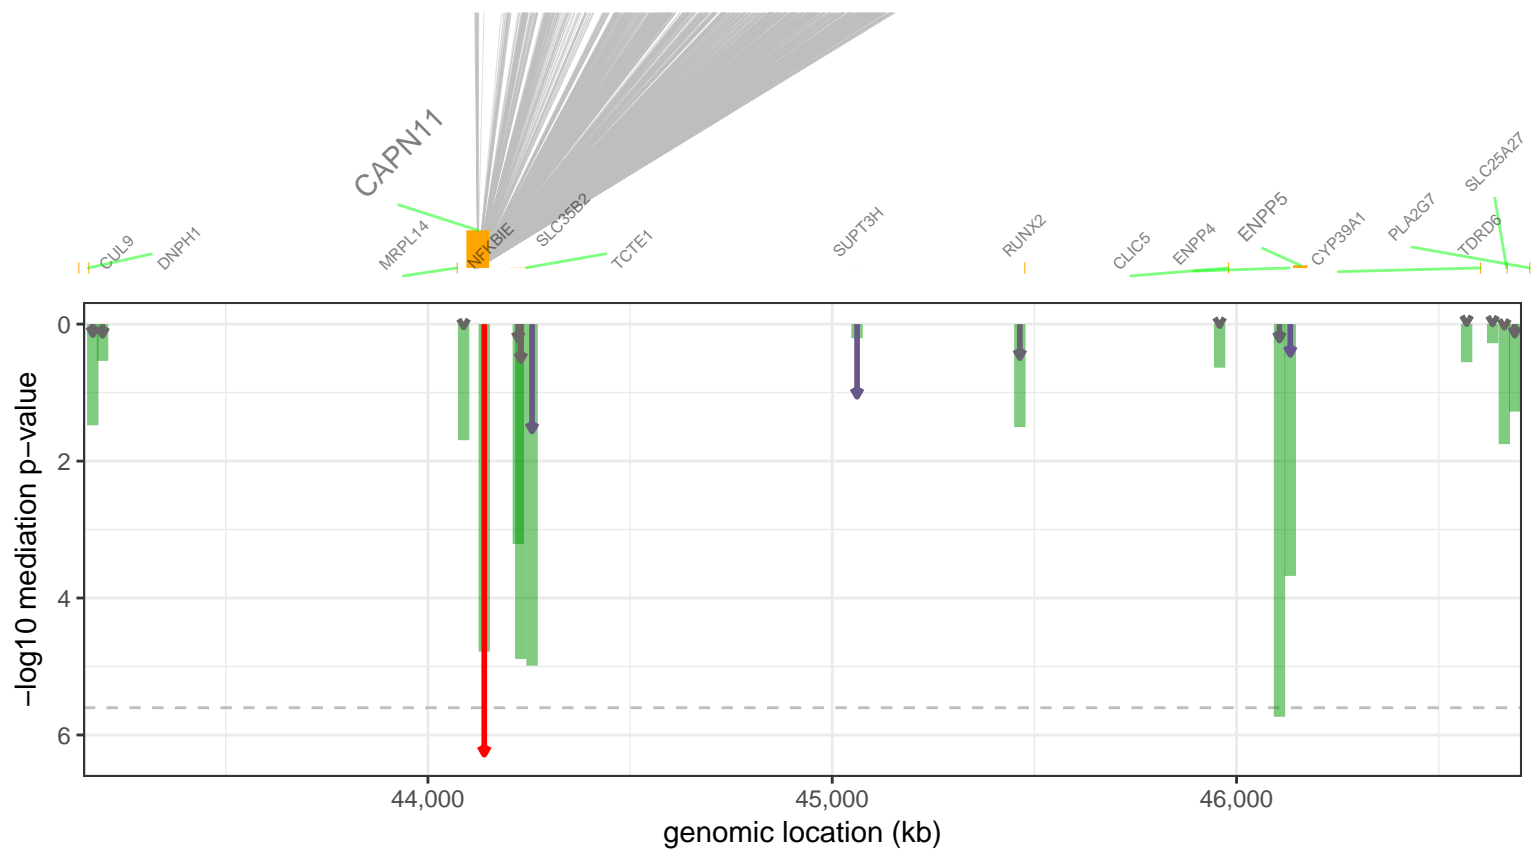 CAPN11
SLC25A27
CUL9
DNPH1
MRPL14
NFKBIE
SLC35B2
TCTE1
SUPT3H
RUNX2
CLIC5
ENPP4
ENPP5
CYP39A1
PLA2G7
TDRD6
0
2
4
6
−log10 mediation p−value
44,000
45,000
46,000
genomic location (kb)